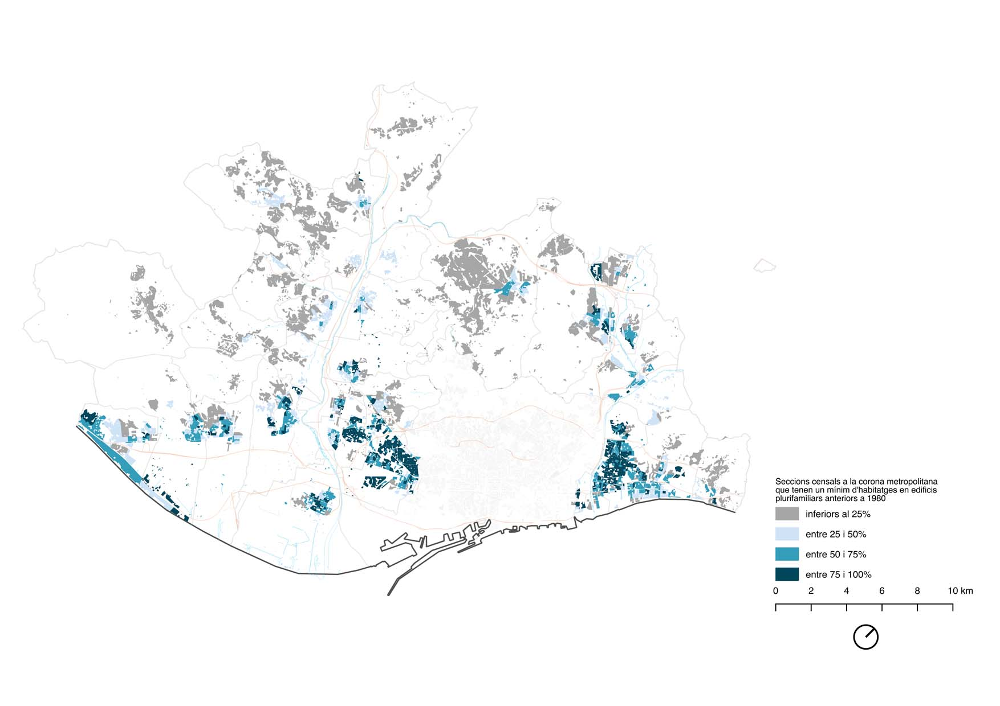 Seccions censals a la corona metropolitana
que tenen un mínim d'habitatges en edificis
plurifamiliars anteriors a 1980
inferiors al 25%
entre 25 i 50%
entre 50 i 75%
entre 75 i 100%
0 2 4 6 8 10 km